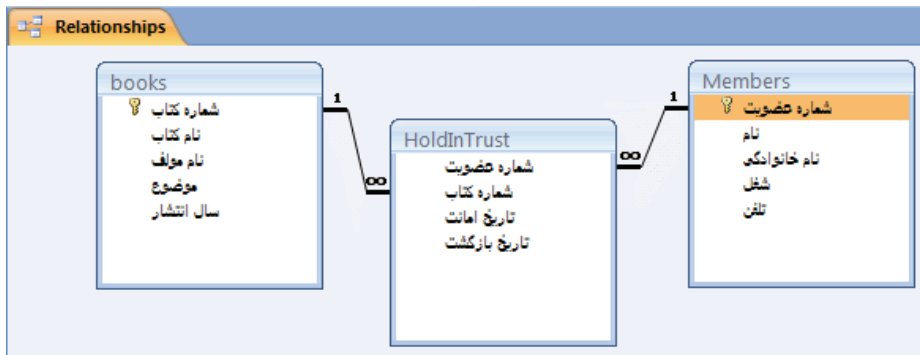 Relationships
books
شماره کتاب
نام کتاب
نام مولف
موضوع
سال انتشار
1
∞
HoldInTrust
شماره عضویت
شماره کتاب
تاریخ امانت
تاریخ بازگشت
∞
1
Members
شماره عضویت
نام
نام خانوادگی
شغل
تلفن